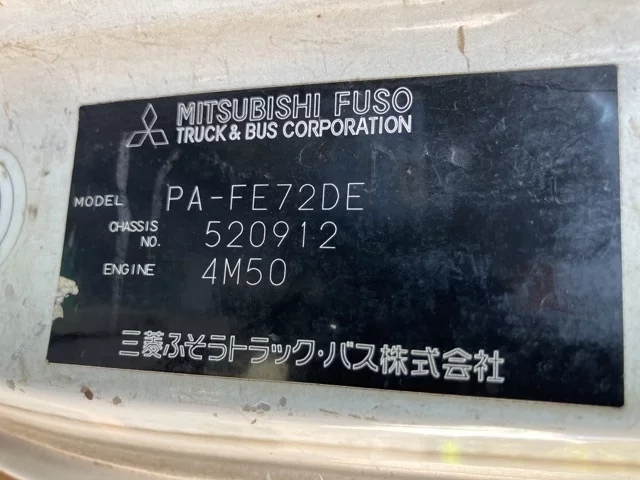 MITSUBISHI FUSO
TRUCK & BUS CORPORATION
MODEL PA-FE72DE
CHASSIS NO. 520912
ENGINE 4M50
三菱ふそうトラック・バス株式会社